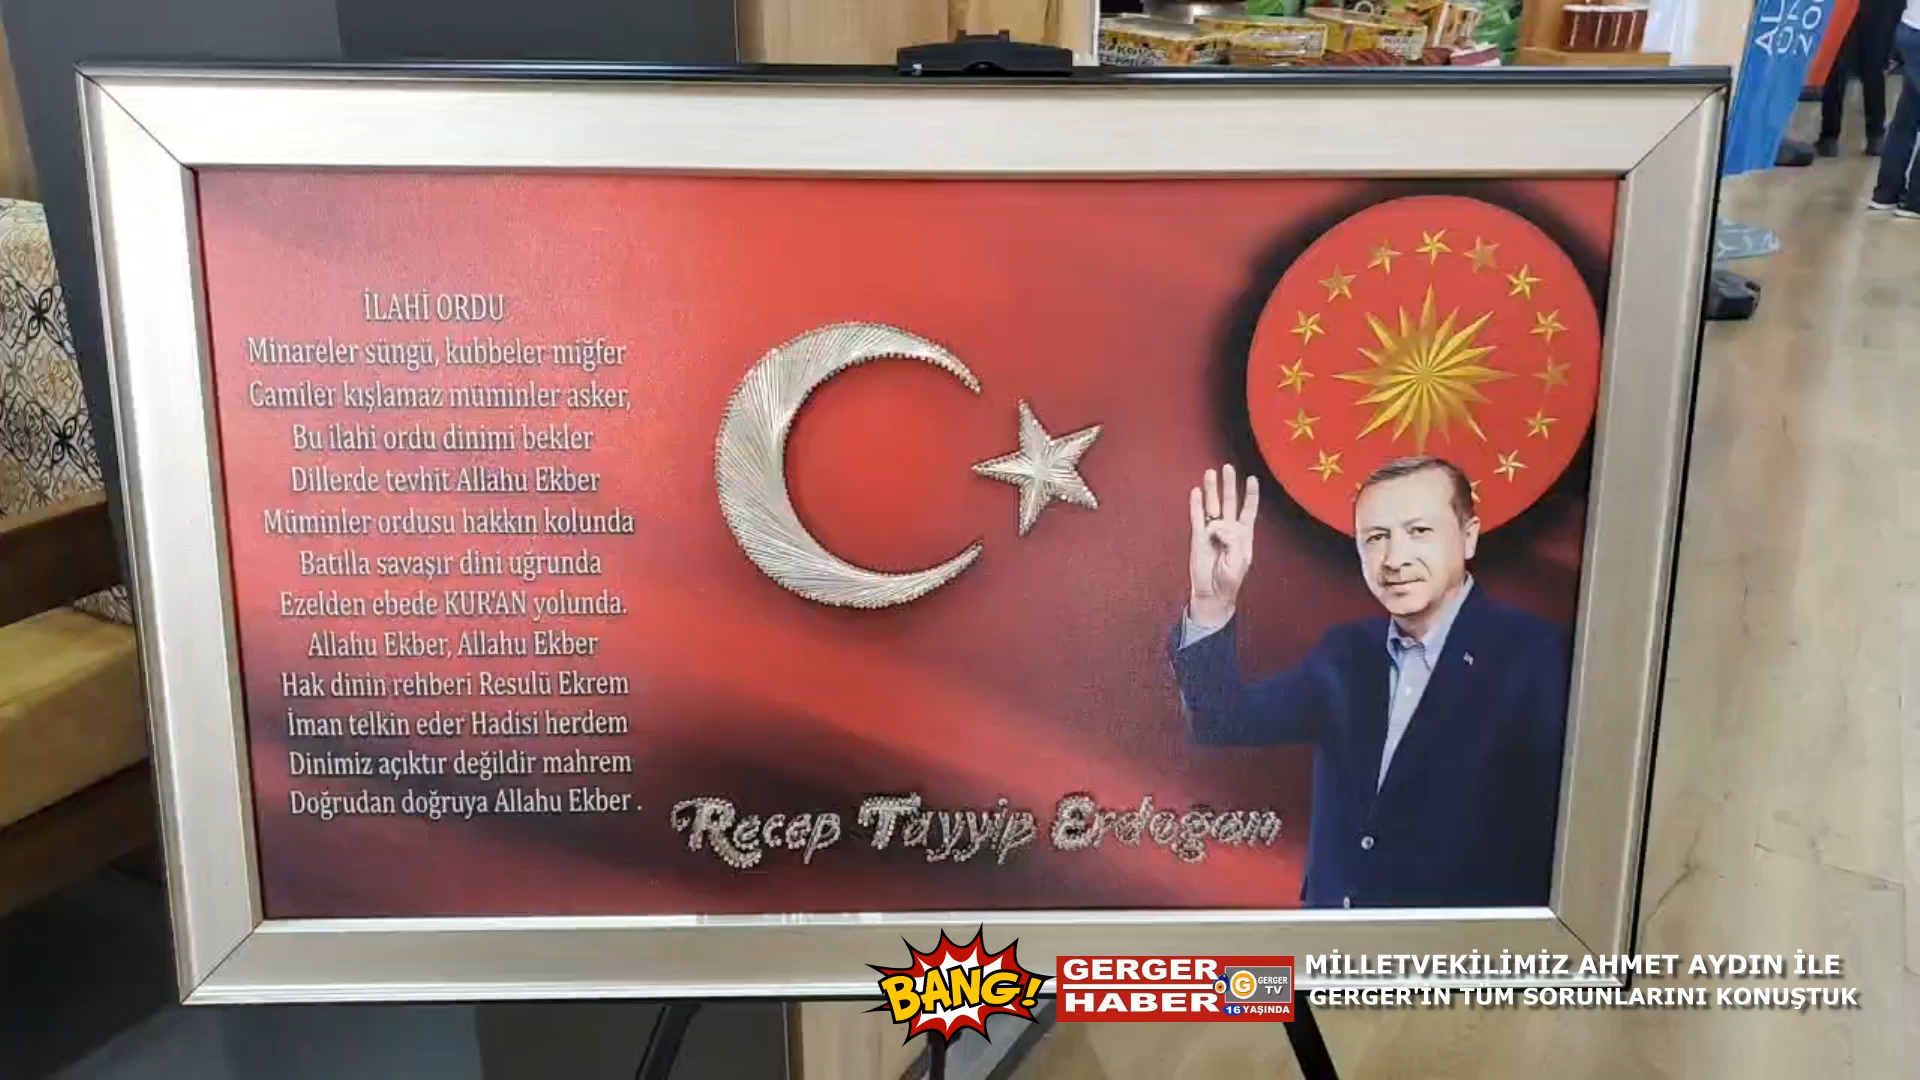 İLAHİ ORDU
Minareler süngü, kubbeler miğfer
Camiler kışlamaz müminler asker,
Bu ilahi ordu dinimi bekler
Dillerde tevhit Allahu Ekber
Müminler ordusu hakkın kolunda
Batılla savaşır dini uğrunda
Ezelden ebede KUR'AN yolunda.
Allahu Ekber, Allahu Ekber
Hak dinin rehberi Resulü Ekrem
İman telkin eder Hadisi herdem
Dinimiz açıktır değildir mahrem
Doğrudan doğruya Allahu Ekber .
Recep Tayyip Erdoğan
BANG!
GERGER
HABER
G GERGER
TV
16 YAŞINDA
MİLLETVEKİLİMİZ AHMET AYDIN İLE
GERGER'İN TÜM SORUNLARINI KONUŞTUK